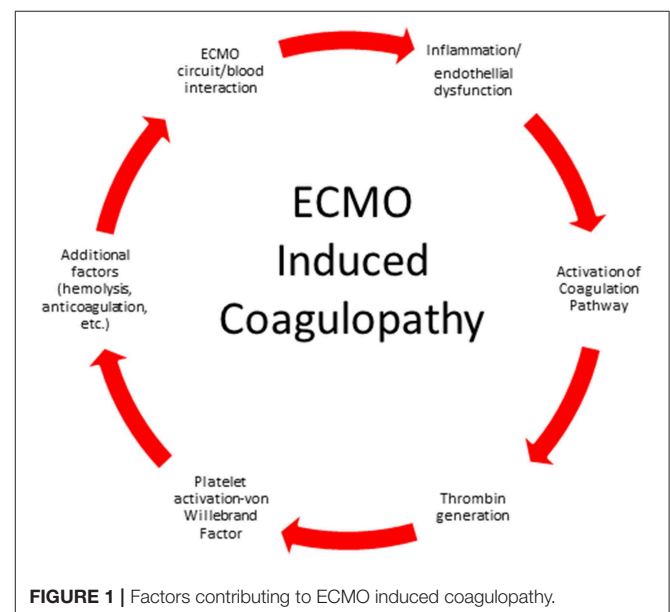 ECMO
circuit/blood
interaction
Inflammation/
endothellial
dysfunction
Activation of
Coagulation
Pathway
Thrombin
generation
Platelet
activation-von
Willebrand
Factor
Additional
factors
(hemolysis,
anticoagulation,
etc.)
ECMO
Induced
Coagulopathy
FIGURE 1 | Factors contributing to ECMO induced coagulopathy.